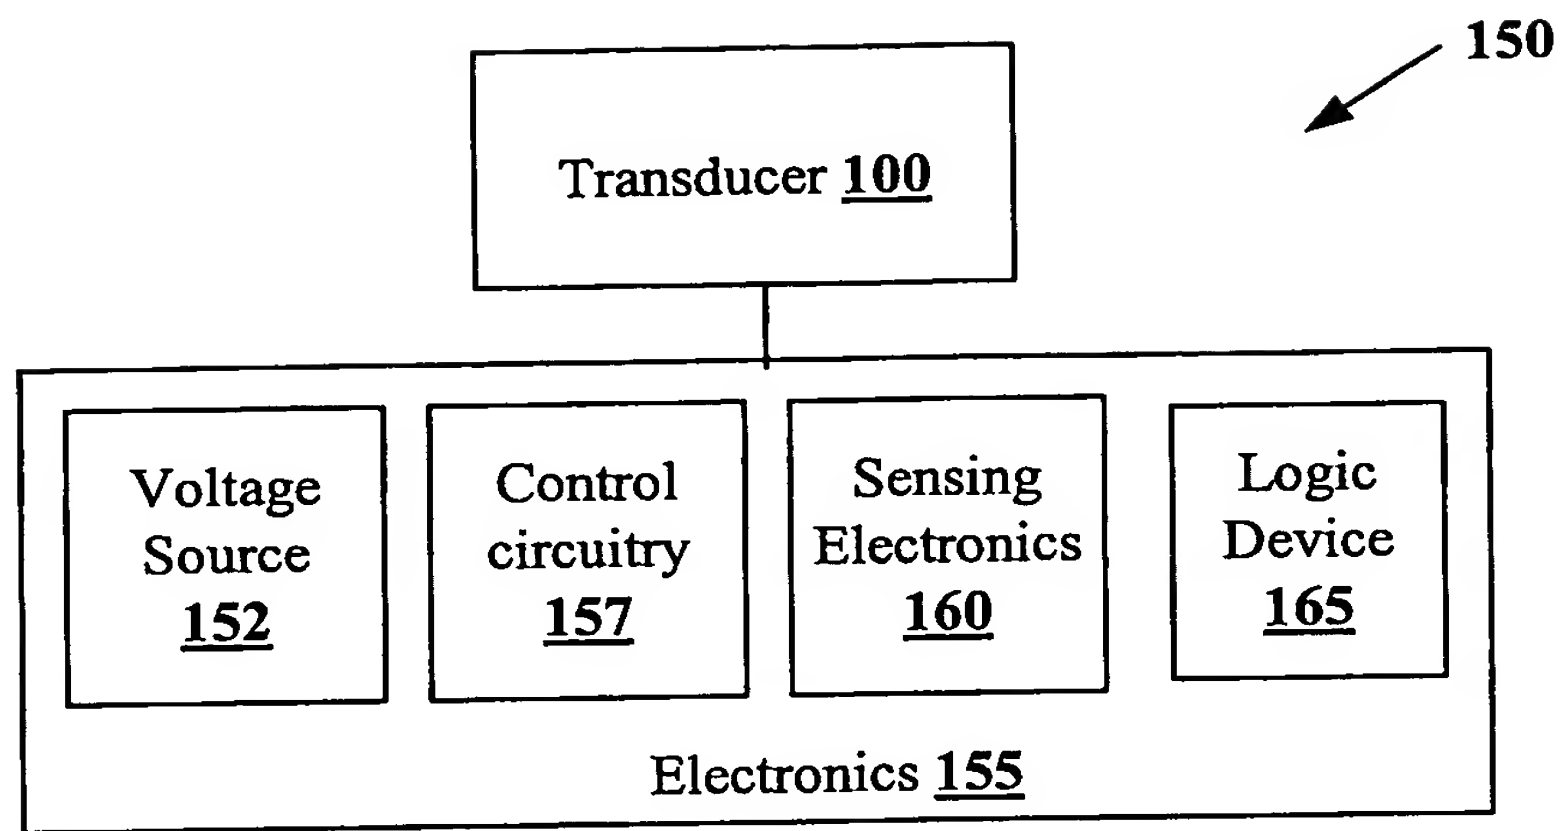 150
Transducer 100
Voltage
Source
152
Control
circuitry
157
Sensing
Electronics
160
Logic
Device
165
Electronics 155